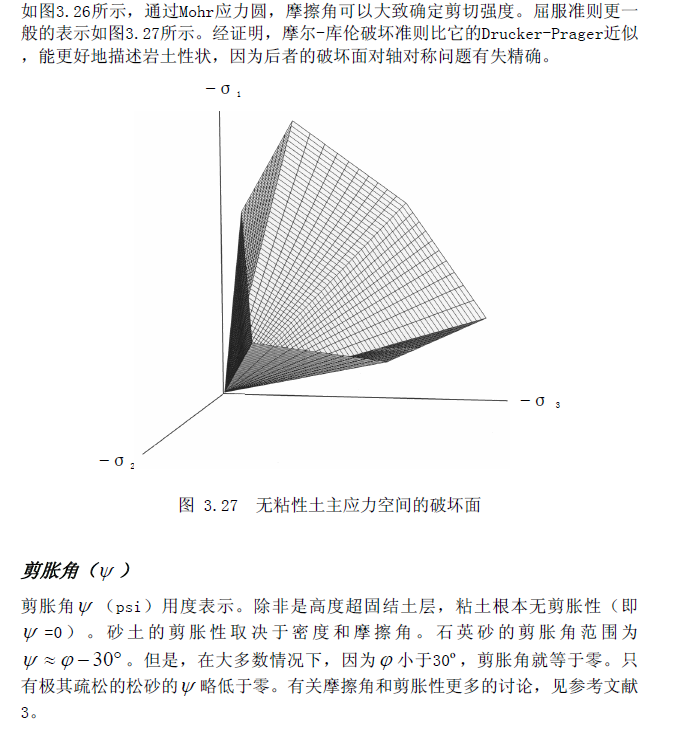 如图3.26所示，通过Mohr应力圆，摩擦角可以大致确定剪切强度。屈服准则更一
般的表示如图3.27所示。经证明，摩尔-库伦破坏准则比它的Drucker-Prager近似
，能更好地描述岩土性状，因为后者的破坏面对轴对称问题有失精确。
－σ 1
－σ 3
－σ 2
图 3.27 无粘性土主应力空间的破坏面
剪胀角（ψ）
剪胀角ψ（psi）用度表示。除非是高度超固结土层，粘土根本无剪胀性（即
ψ=0）。砂土的剪胀性取决于密度和摩擦角。石英砂的剪胀角范围为
ψ≈φ−30°。但是，在大多数情况下，因为φ小于30º，剪胀角就等于零。只
有极其疏松的松砂的ψ略低于零。有关摩擦角和剪胀性更多的讨论，见参考文献
3。